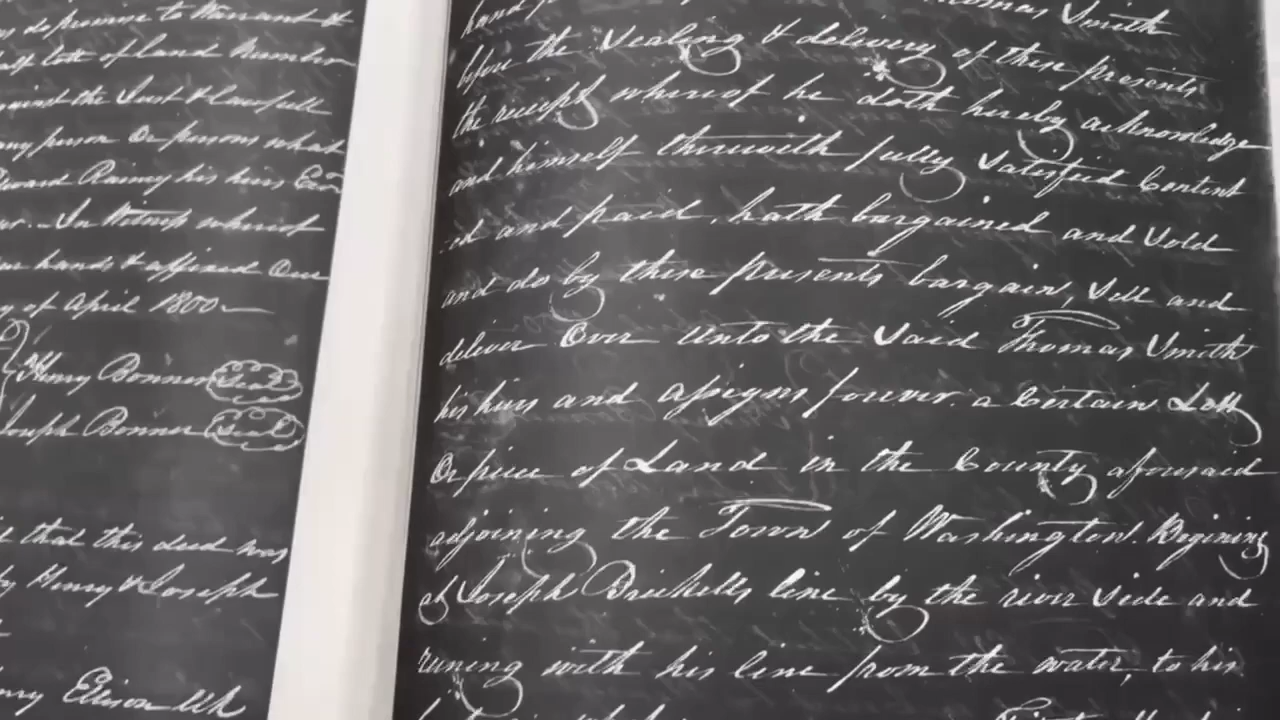 do promise to Warrant &
half lott of land Number
against the Just & lawfull
any person Or persons what
Edward Rainey his heirs Exr
In Witness whereof
our hands & affixed Our
of April 1800
Henry Bonner Seal
Joseph Bonner Seal
that this deed was
by Henry & Joseph
Henry Ellison
Thomas Smith
before the Sealing & delivery of these presents
the receipt whereof he doth hereby acknowledge
and himself therewith fully Satisfied Content
ed and paid, hath bargained and Sold
and do by these presents bargain, Sell and
deliver Over unto the Said Thomas Smith
his heirs and assigns forever a Certain Lott
Or piece of Land in the County aforesaid
adjoining the Town of Washington Begining
at Joseph Brickells line by the river Side and
runing with his line from the water, to his